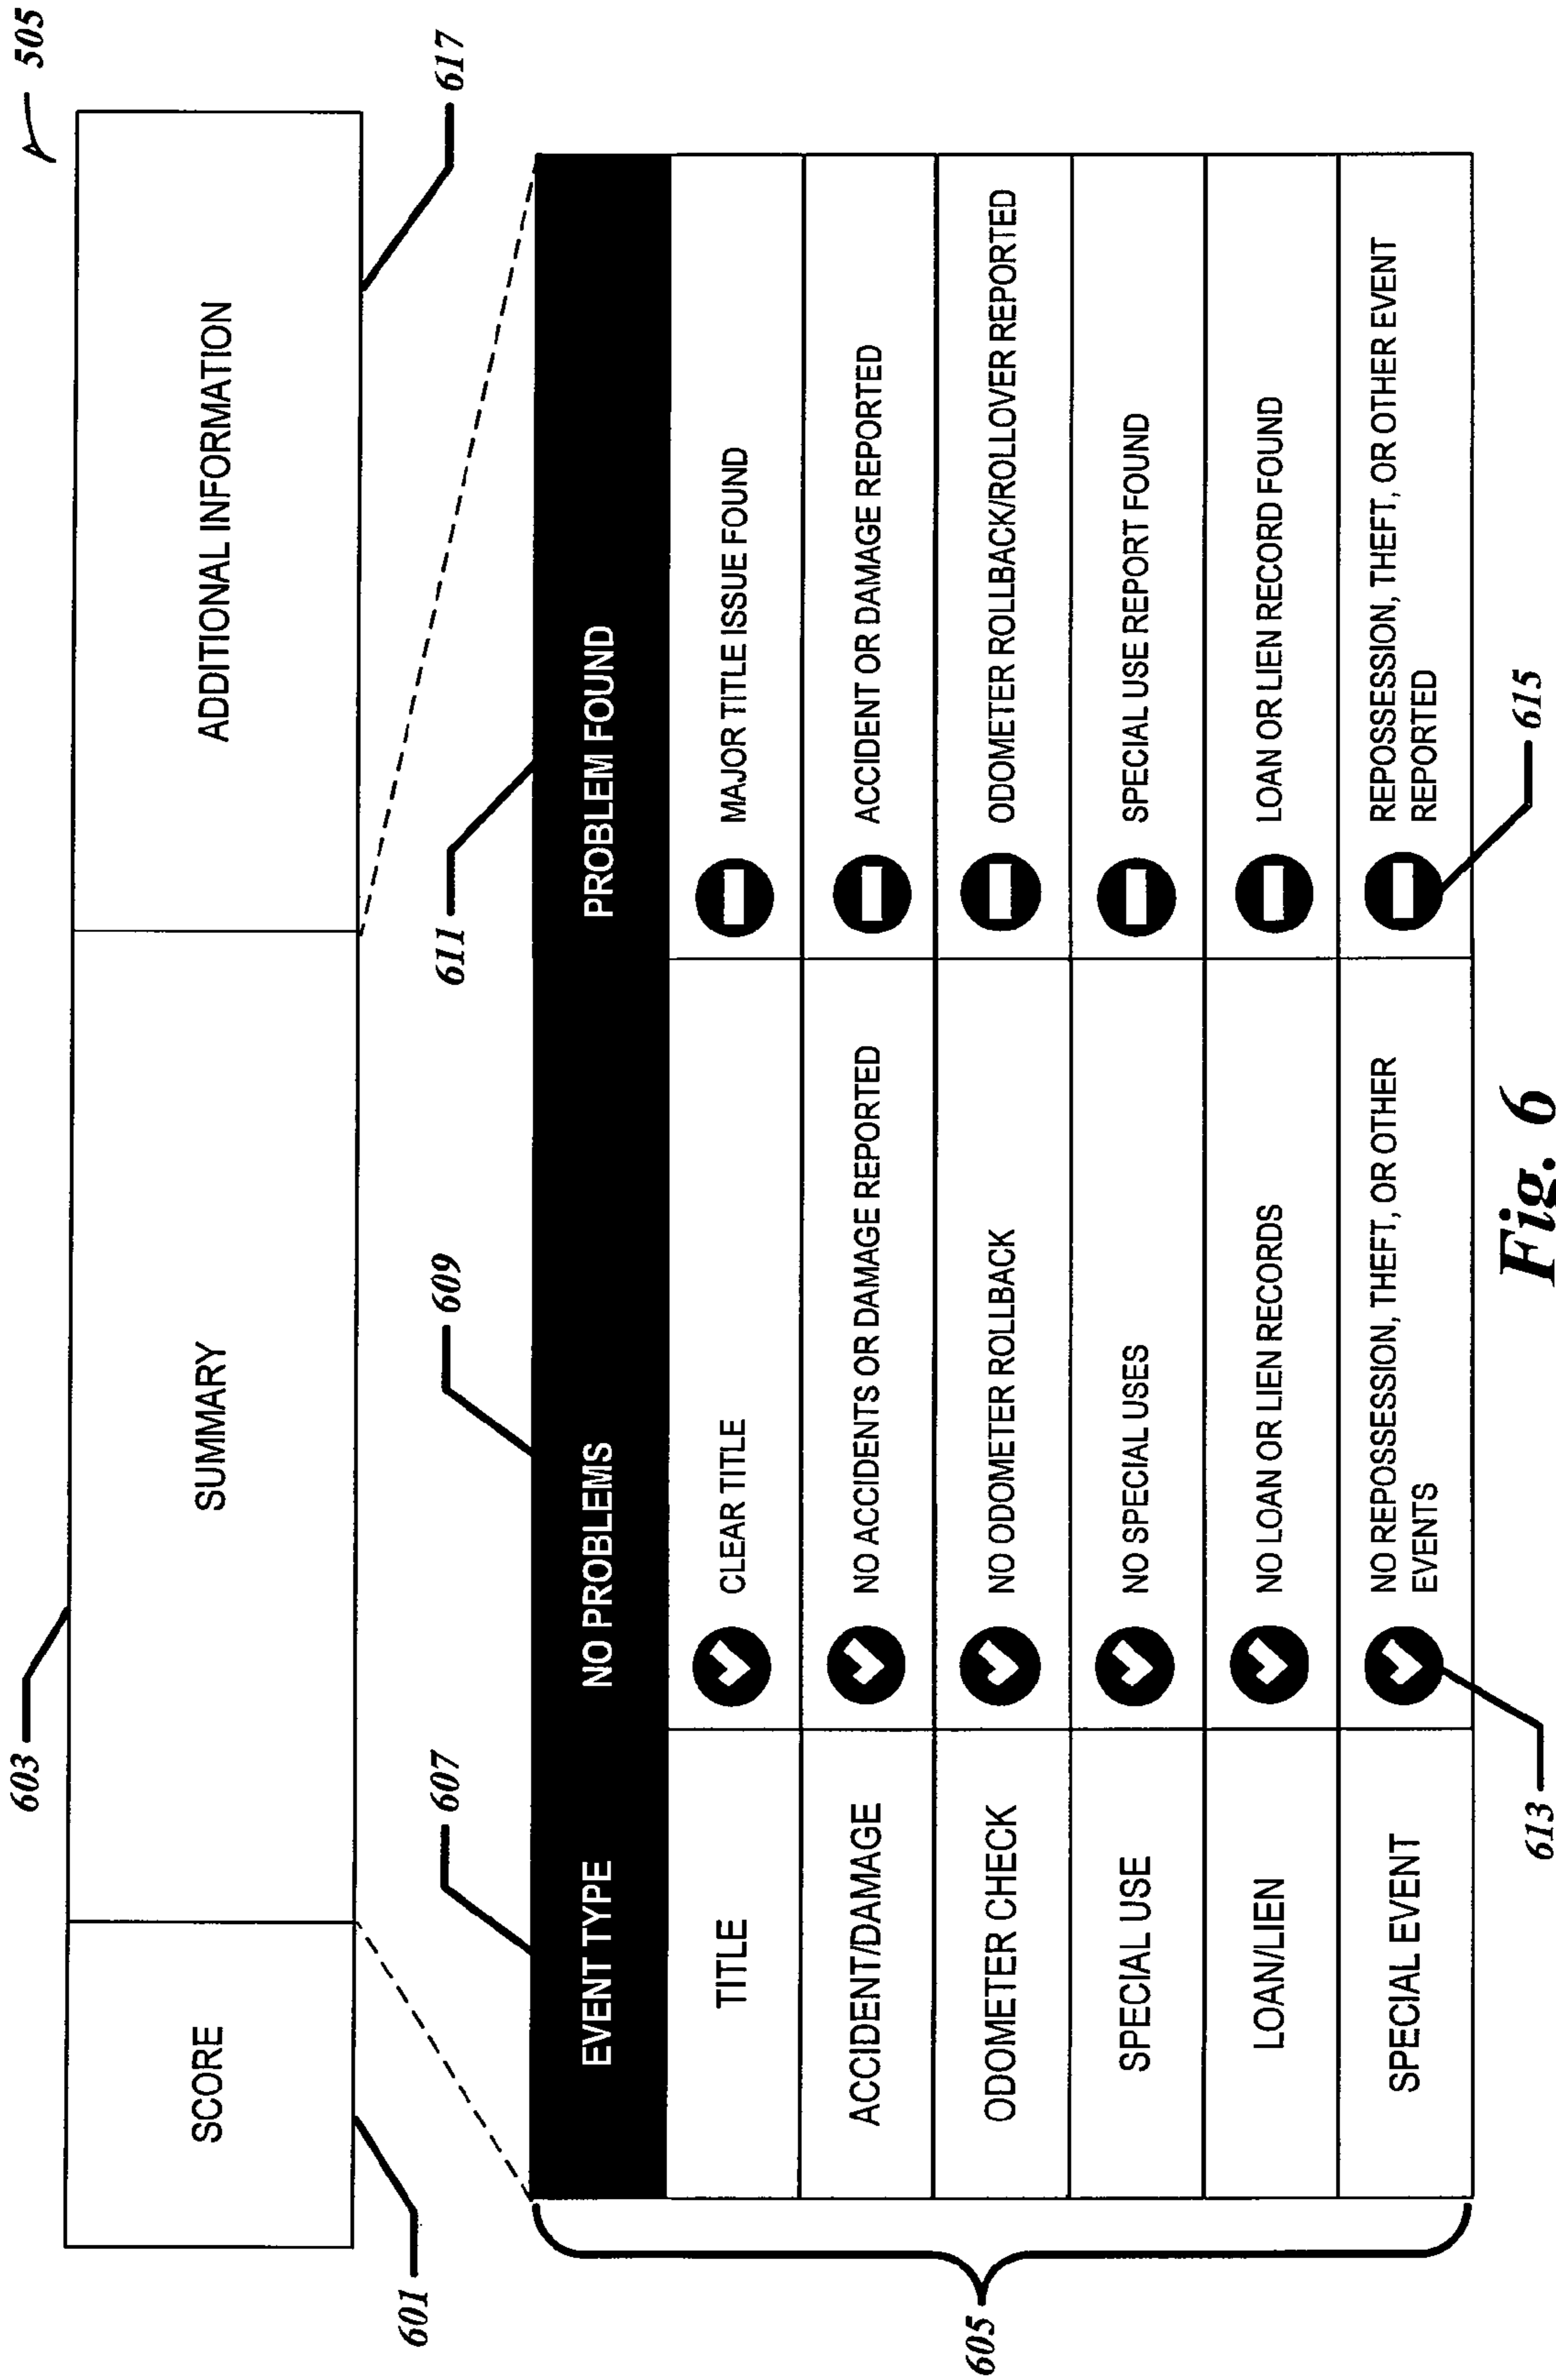 505
603
SCORE
SUMMARY
ADDITIONAL INFORMATION
601
607
609
611
617
EVENT TYPE
NO PROBLEMS
PROBLEM FOUND
TITLE
CLEAR TITLE
MAJOR TITLE ISSUE FOUND
ACCIDENT/DAMAGE
NO ACCIDENTS OR DAMAGE REPORTED
ACCIDENT OR DAMAGE REPORTED
605
ODOMETER CHECK
NO ODOMETER ROLLBACK
ODOMETER ROLLBACK/ROLLOVER REPORTED
SPECIAL USE
NO SPECIAL USES
SPECIAL USE REPORT FOUND
LOAN/LIEN
NO LOAN OR LIEN RECORDS
LOAN OR LIEN RECORD FOUND
SPECIAL EVENT
NO REPOSSESSION, THEFT, OR OTHER
EVENTS
REPOSSESSION, THEFT, OR OTHER EVENT
REPORTED
613
615
Fig. 6